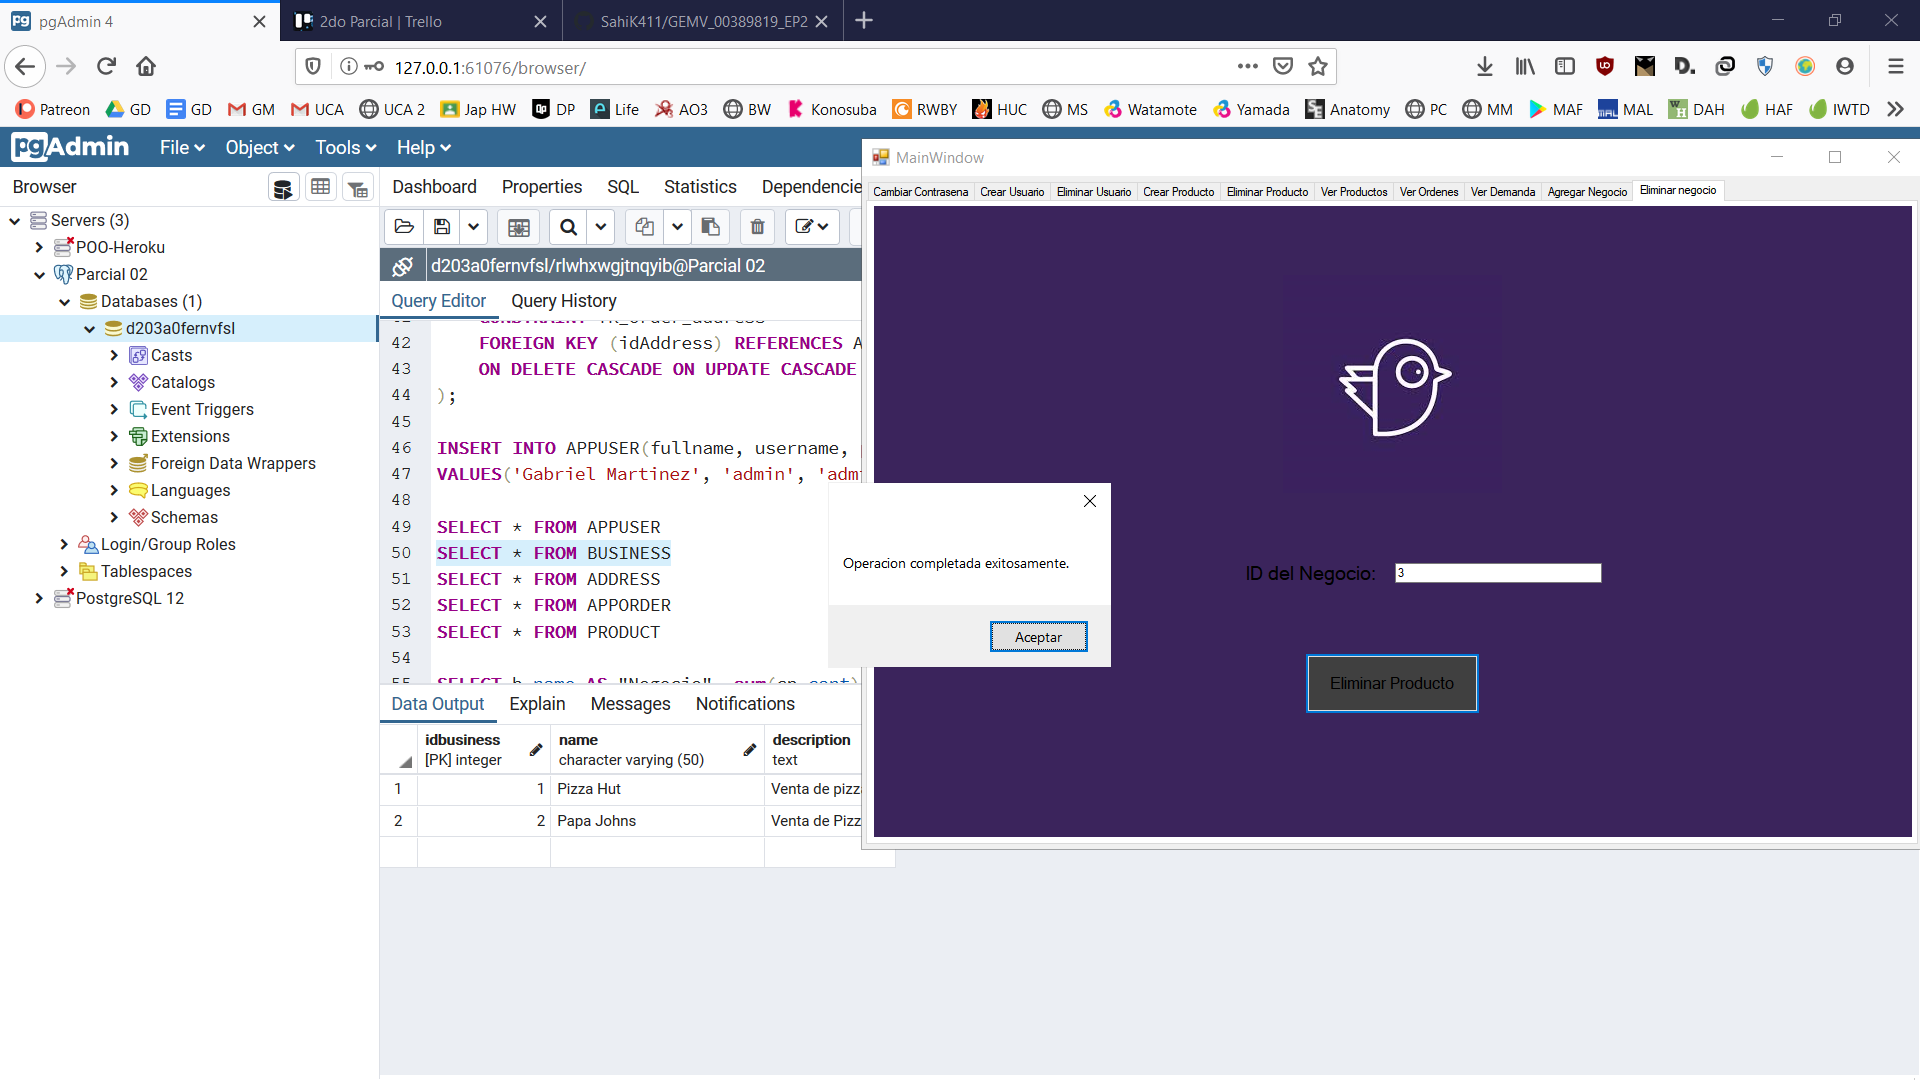 pgAdmin 4
2do Parcial | Trello
SahiK411/GEMV_00389819_EP2
127.0.0.1:61076/browser/
Patreon GD GD GM UCA UCA 2 Jap HW DP Life AO3 BW Konosuba RWBY HUC MS Watamote Yamada Anatomy PC MM MAF MAL DAH HAF IWTD
pgAdmin File Object Tools Help
Browser
Dashboard Properties SQL Statistics Dependencie
Servers (3)
POO-Heroku
Parcial 02
Databases (1)
d203a0fernvfsl
Casts
Catalogs
Event Triggers
Extensions
Foreign Data Wrappers
Languages
Schemas
Login/Group Roles
Tablespaces
PostgreSQL 12
d203a0fernvfsl/rlwhxwgjtnqyib@Parcial 02
Query Editor Query History
42 FOREIGN KEY (idAddress) REFERENCES A
43 ON DELETE CASCADE ON UPDATE CASCADE
44 );
45
46 INSERT INTO APPUSER(fullname, username, p
47 VALUES('Gabriel Martinez', 'admin', 'adm
48
49 SELECT * FROM APPUSER
50 SELECT * FROM BUSINESS
51 SELECT * FROM ADDRESS
52 SELECT * FROM APPORDER
53 SELECT * FROM PRODUCT
54
Data Output Explain Messages Notifications
idbusiness name description
[PK] integer character varying (50) text
1 1 Pizza Hut Venta de pizz
2 2 Papa Johns Venta de Pizz
MainWindow
Cambiar Contrasena Crear Usuario Eliminar Usuario Crear Producto Eliminar Producto Ver Productos Ver Ordenes Ver Demanda Agregar Negocio Eliminar negocio
ID del Negocio: 3
Eliminar Producto
Operacion completada exitosamente.
Aceptar